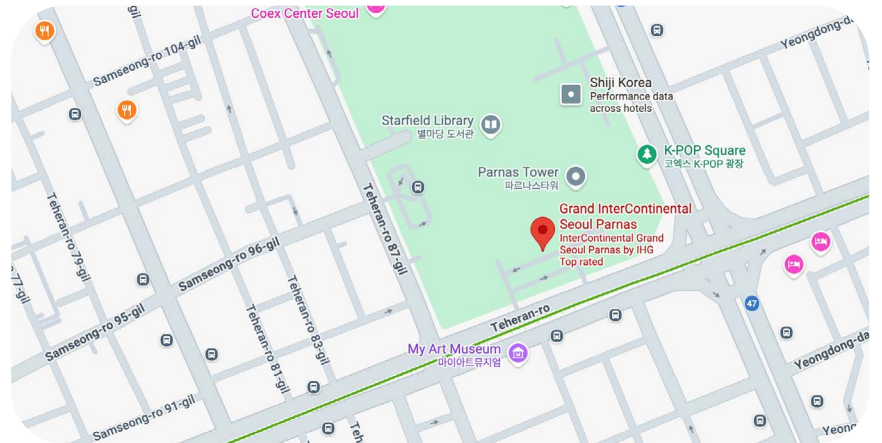 Coex Center Seoul
gil
Samseong-ro 104-gil
Yeongdong-da
Shiji Korea
Performance data
across hotels
Starfield Library
별마당 도서관
K-POP Square
코엑스 K-POP 광장
Parnas Tower
파르나스타워
Grand InterContinental
Seoul Parnas
InterContinental Grand
Seoul Parnas by IHG
Top rated
Teheran-ro 87-gil
Teheran-ro 79-gil
77-gil
Samseong-ro 96-gil
Samseong-ro 95-gil
Teheran-ro 81-gil
Teheran-ro 83-gil
Teheran-ro
47
My Art Museum
마이아트뮤지엄
Yeongdong-da
Samseong-ro 91-gil
Yeong